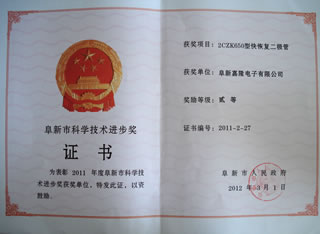 阜新市科学技术进步奖
证书
为表彰 2011 年度阜新市科学技
术进步奖获奖单位，特发此证，以资
鼓励。
获奖项目：2CZK050型快恢复二极管
获奖单位：阜新嘉隆电子有限公司
奖励等级：贰等
证书编号：2011-2-27
阜新市人民政府
2012 年 3 月 1 日